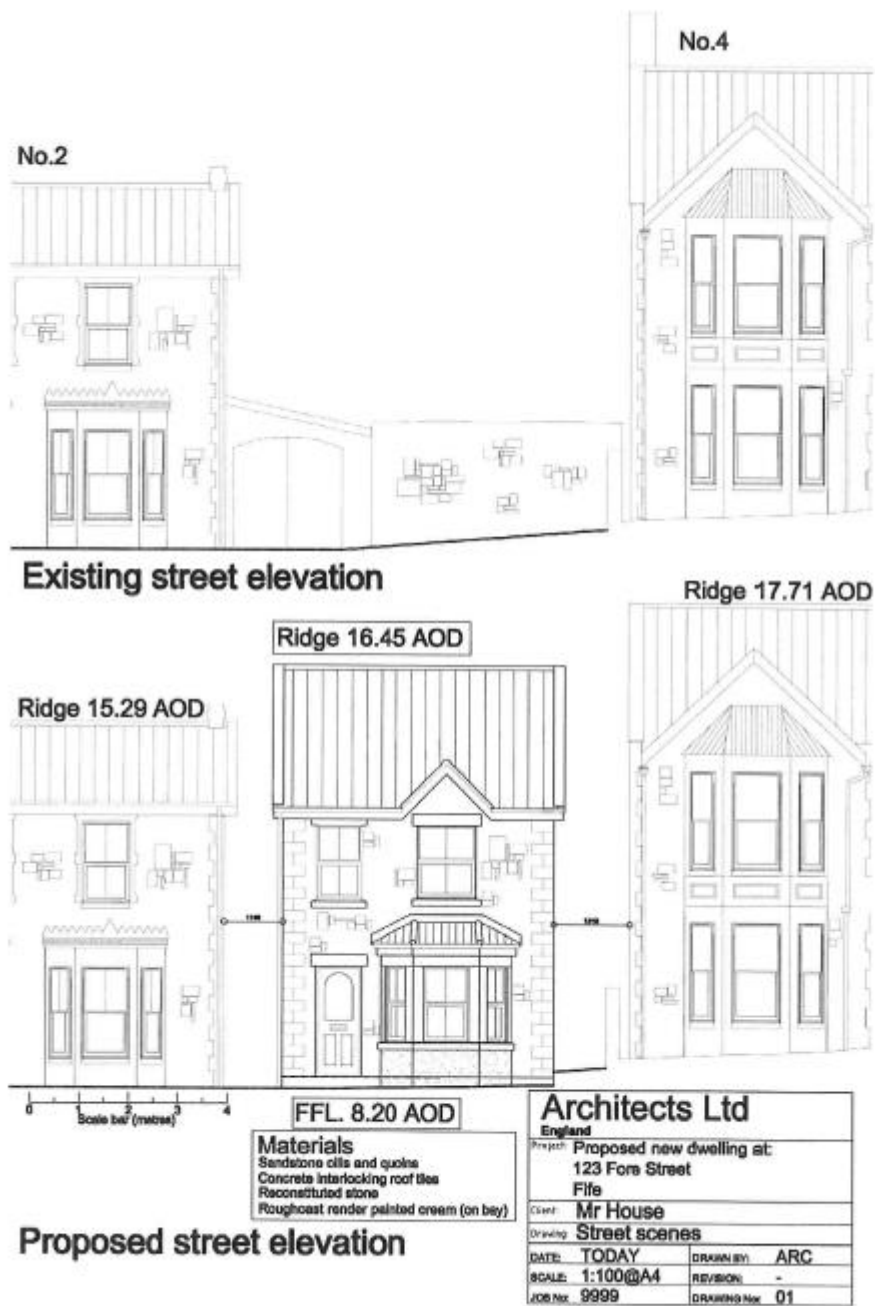 No.4
No.2
Existing street elevation
Ridge 17.71 AOD
Ridge 16.45 AOD
Ridge 15.29 AOD
0 1 2 3 4
Scale bar (metres)
FFL. 8.20 AOD
Materials
Sandstone cills and quoins
Concrete interlocking roof tiles
Reconstituted stone
Roughcast render painted cream (on bay)
Proposed street elevation
Architects Ltd
England
Project: Proposed new dwelling at:
123 Fore Street
Fife
Client: Mr House
Drawing: Street scenes
DATE: TODAY DRAWN BY: ARC
SCALE: 1:100@A4 REVISION: -
JOB No: 9999 DRAWING No: 01